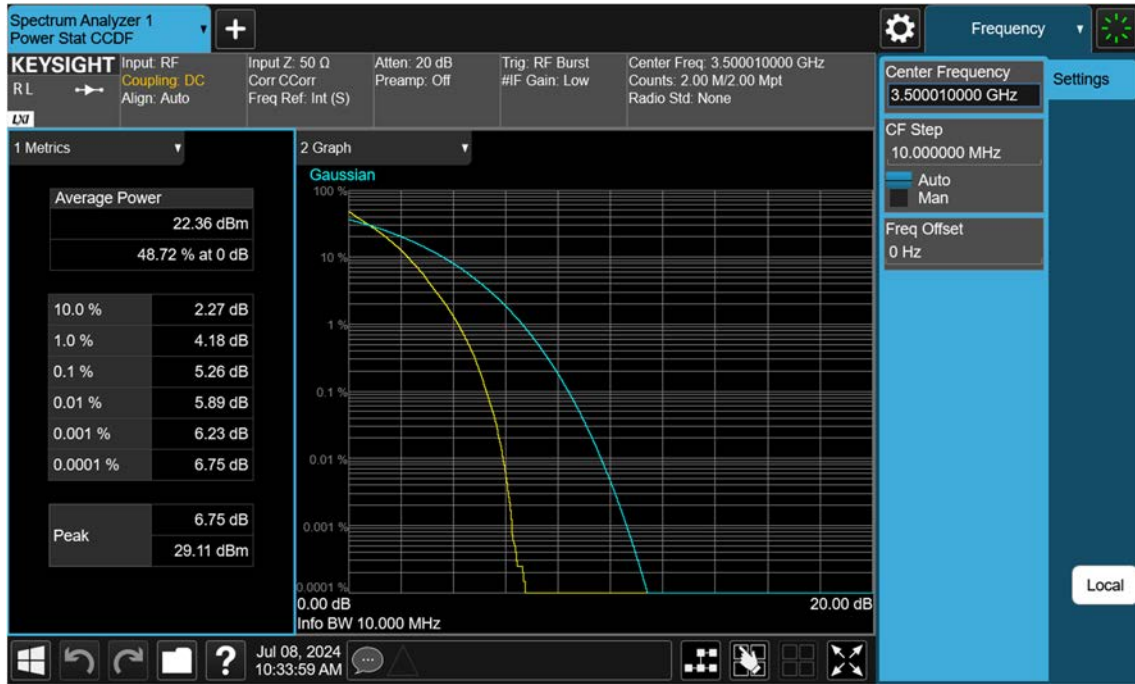 Spectrum Analyzer 1
Power Stat CCDF
+
Frequency
KEYSIGHT
R L
LXI
Input: RF
Coupling: DC
Align: Auto
Input Z: 50 Ω
Corr CCorr
Freq Ref: Int (S)
Atten: 20 dB
Preamp: Off
Trig: RF Burst
#IF Gain: Low
Center Freq: 3.500010000 GHz
Counts: 2.00 M/2.00 Mpt
Radio Std: None
Center Frequency
3.500010000 GHz
Settings
CF Step
10.000000 MHz
Auto
Man
Freq Offset
0 Hz
Local
1 Metrics
Average Power
22.36 dBm
48.72 % at 0 dB
10.0 % 2.27 dB
1.0 % 4.18 dB
0.1 % 5.26 dB
0.01 % 5.89 dB
0.001 % 6.23 dB
0.0001 % 6.75 dB
Peak
6.75 dB
29.11 dBm
2 Graph
Gaussian
100 %
10 %
1 %
0.1 %
0.01 %
0.001 %
0.0001 %
0.00 dB 20.00 dB
Info BW 10.000 MHz
?
Jul 08, 2024
10:33:59 AM